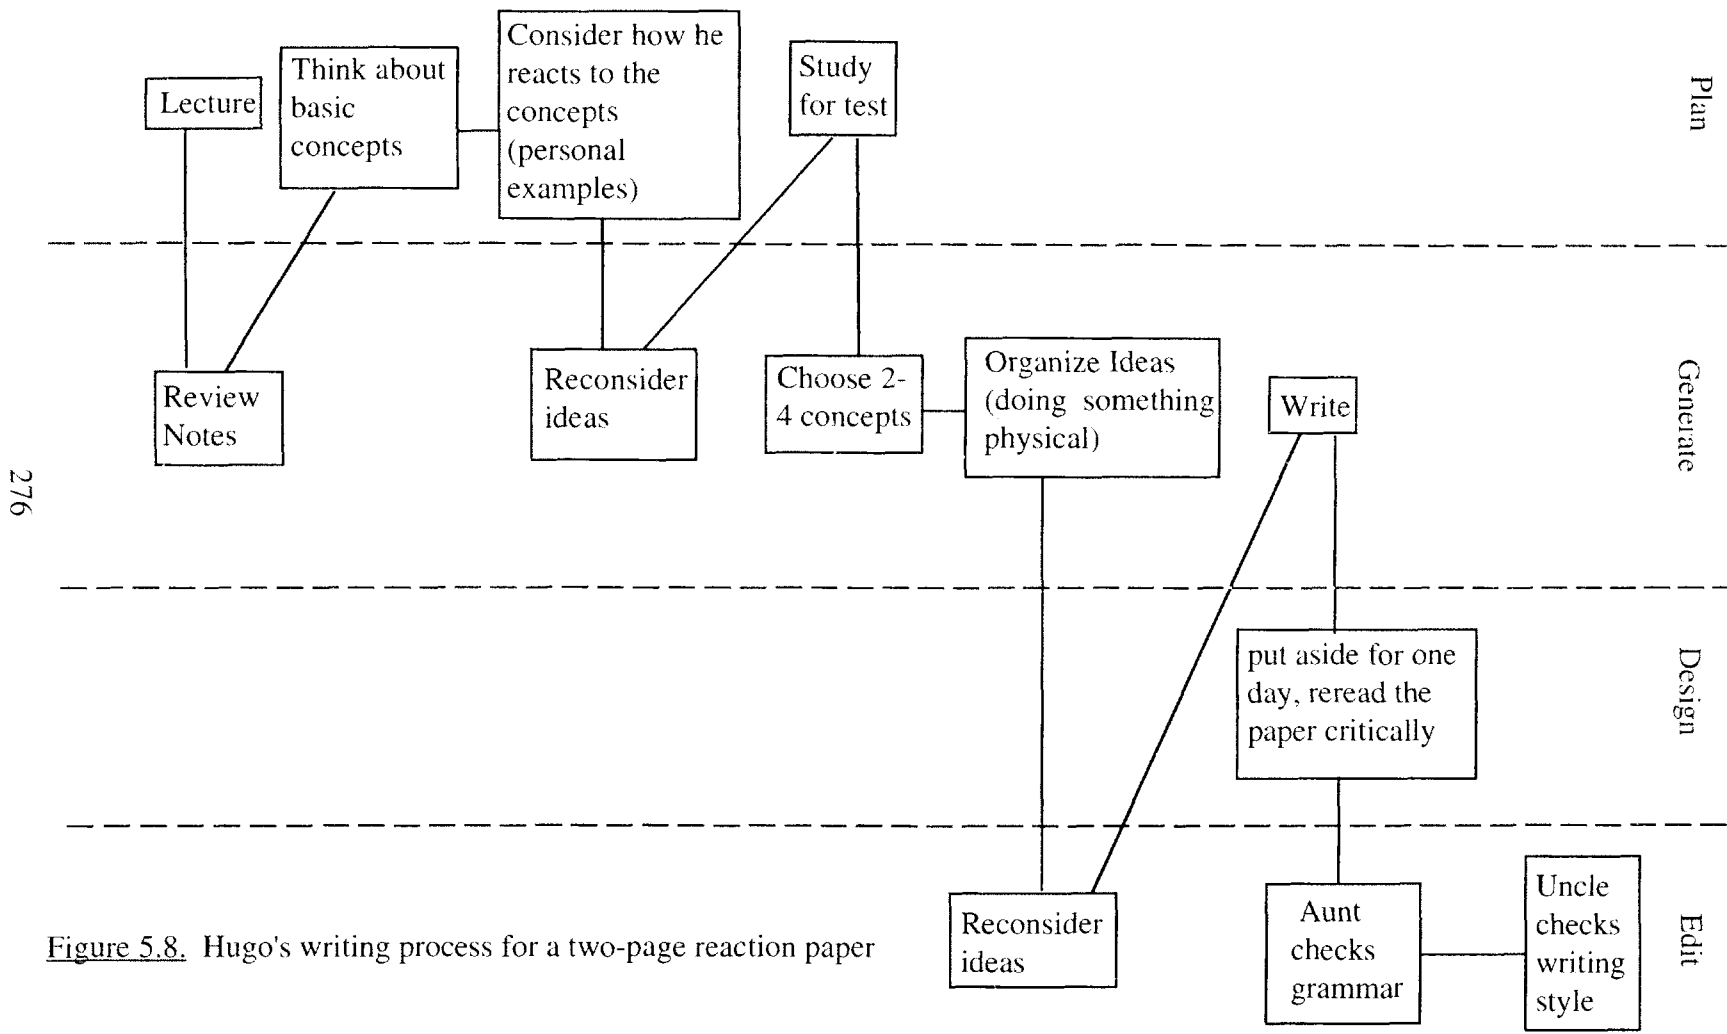 Lecture
Think about
basic
concepts
Consider how he
reacts to the
concepts
(personal
examples)
Study
for test
Plan
Review
Notes
Reconsider
ideas
Choose 2-
4 concepts
Organize Ideas
(doing something
physical)
Write
Generate
put aside for one
day, reread the
paper critically
Design
Reconsider
ideas
Aunt
checks
grammar
Uncle
checks
writing
style
Edit
Figure 5.8. Hugo's writing process for a two-page reaction paper
276